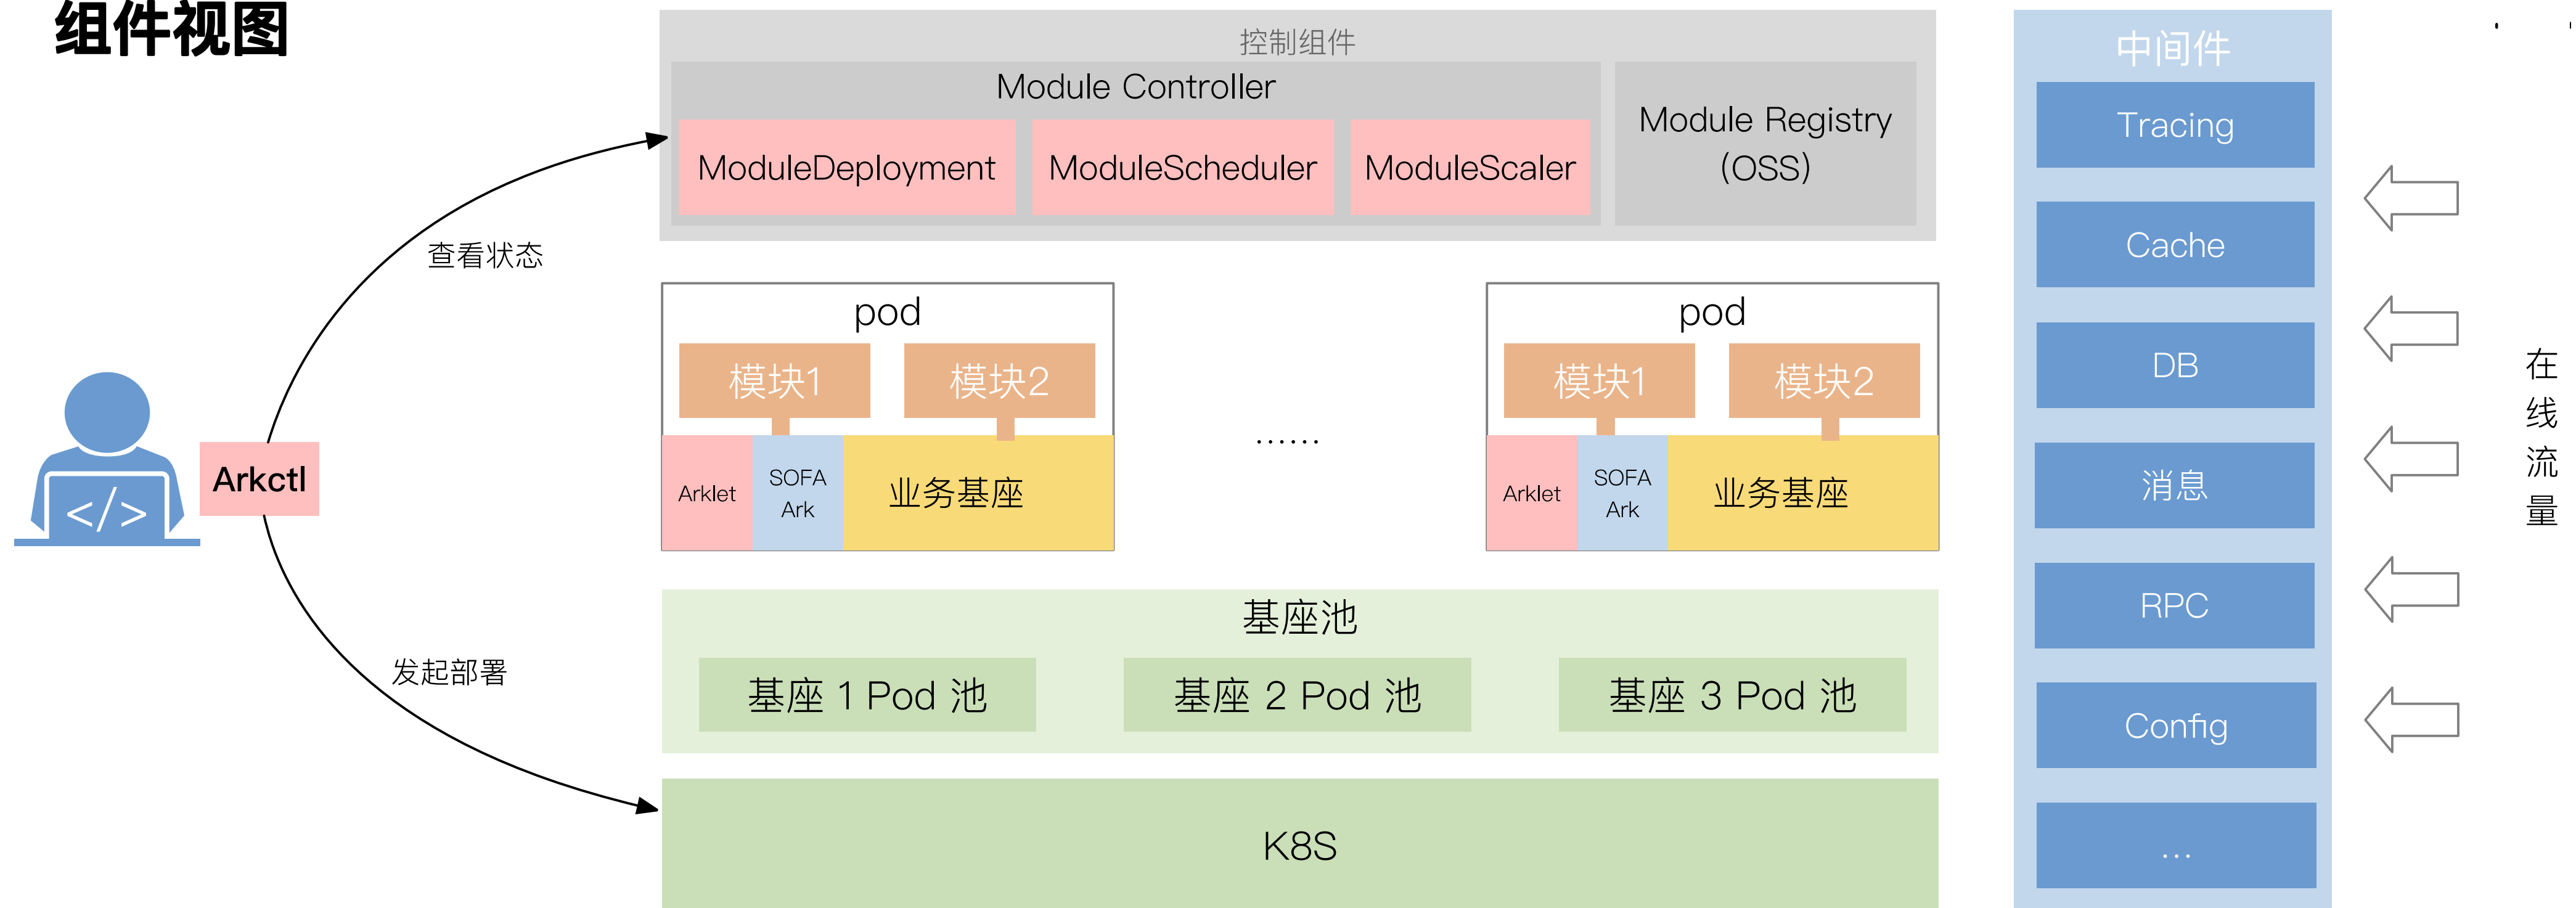 组件视图
控制组件
Module Controller
ModuleDeployment
ModuleScheduler
ModuleScaler
Module Registry
(OSS)
查看状态
Arkctl
</>
发起部署
pod
模块1
模块2
Arklet
SOFA
Ark
业务基座
......
pod
模块1
模块2
Arklet
SOFA
Ark
业务基座
基座池
基座 1 Pod 池
基座 2 Pod 池
基座 3 Pod 池
K8S
中间件
Tracing
Cache
DB
消息
RPC
Config
...
在线流量